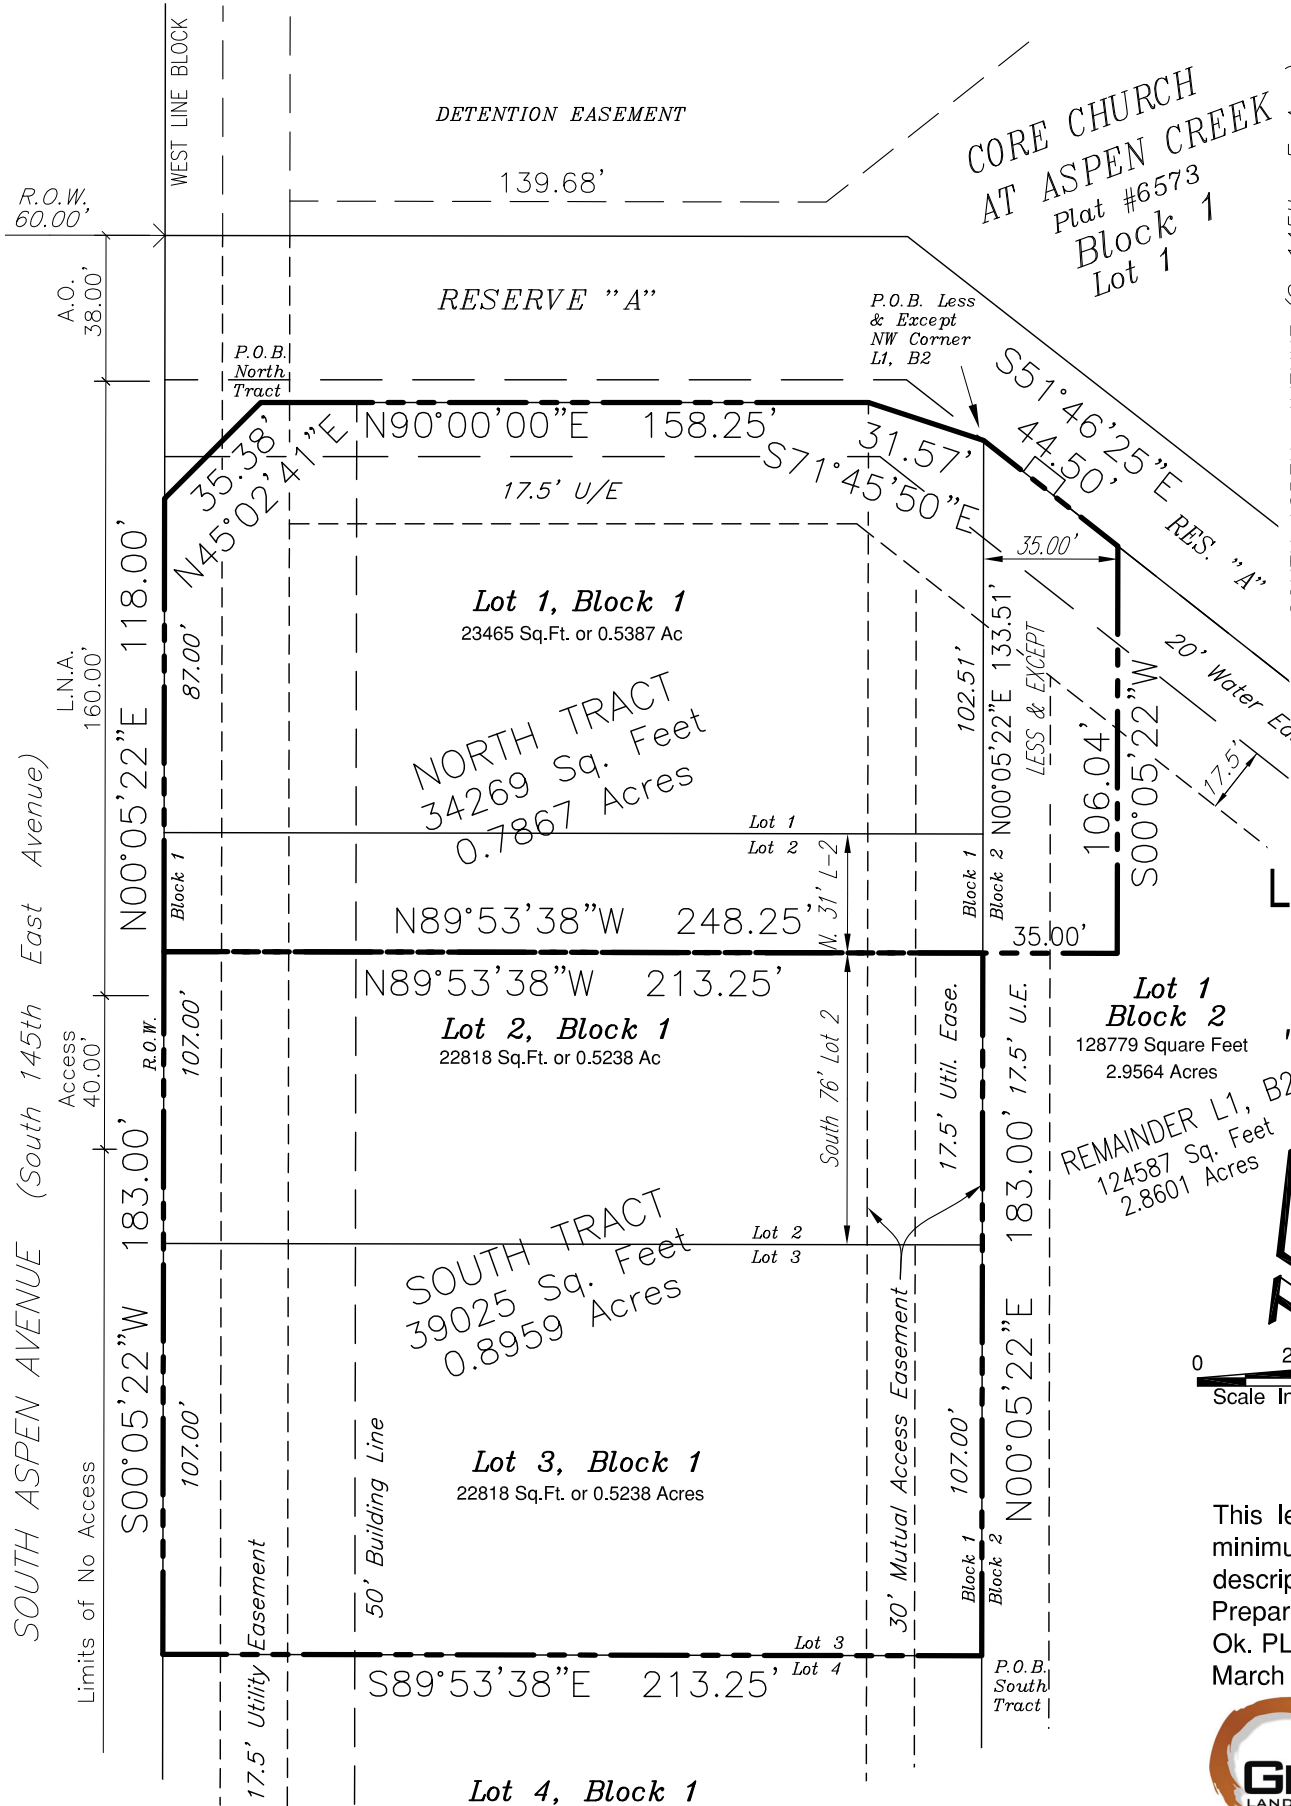 WEST LINE BLOCK
DETENTION EASEMENT
139.68'
CORE CHURCH
AT ASPEN CREEK
Plat #6573
Block 1
Lot 1
R.O.W.
60.00'
A.O.
38.00'
RESERVE "A"
P.O.B. Less
& Except
NW Corner
L1, B2
P.O.B.
North
Tract
N90°00'00"E 158.25'
35.38'
N45°02'41"E
31.57'
S71°45'50"E
S51°46'25"E
44.50'
RES. "A"
17.5' U/E
35.00'
Lot 1, Block 1
23465 Sq.Ft. or 0.5387 Ac
NORTH TRACT
34269 Sq. Feet
0.7867 Acres
N00°05'22"E 118.00'
87.00'
L.N.A.
160.00'
102.51'
N00°05'22"E 133.51'
LESS & EXCEPT
106.04'
S00°05'22"W
20' Water
17.5'
Lot 1
Lot 2
N. 31' L-2
Block 1
Block 1
Block 2
N89°53'38"W 248.25'
35.00'
N89°53'38"W 213.25'
Lot 2, Block 1
22818 Sq.Ft. or 0.5238 Ac
Lot 1
Block 2
128779 Square Feet
2.9564 Acres
REMAINDER L1, B2
124587 Sq. Feet
2.8601 Acres
SOUTH ASPEN AVENUE (South 145th East Avenue)
Access
40.00'
R.O.W.
107.00'
South 76' Lot 2
17.5' Util. Ease.
17.5' U.E.
S00°05'22"W 183.00'
N00°05'22"E 183.00'
Lot 2
Lot 3
SOUTH TRACT
39025 Sq. Feet
0.8959 Acres
30' Mutual Access Easement
0
Scale
Limits of No Access
107.00'
50' Building Line
Lot 3, Block 1
22818 Sq.Ft. or 0.5238 Acres
107.00'
Block 1
Block 2
17.5' Utility Easement
Lot 3
Lot 4
S89°53'38"E 213.25'
P.O.B.
South
Tract
This
Ok.
March
Lot 4, Block 1